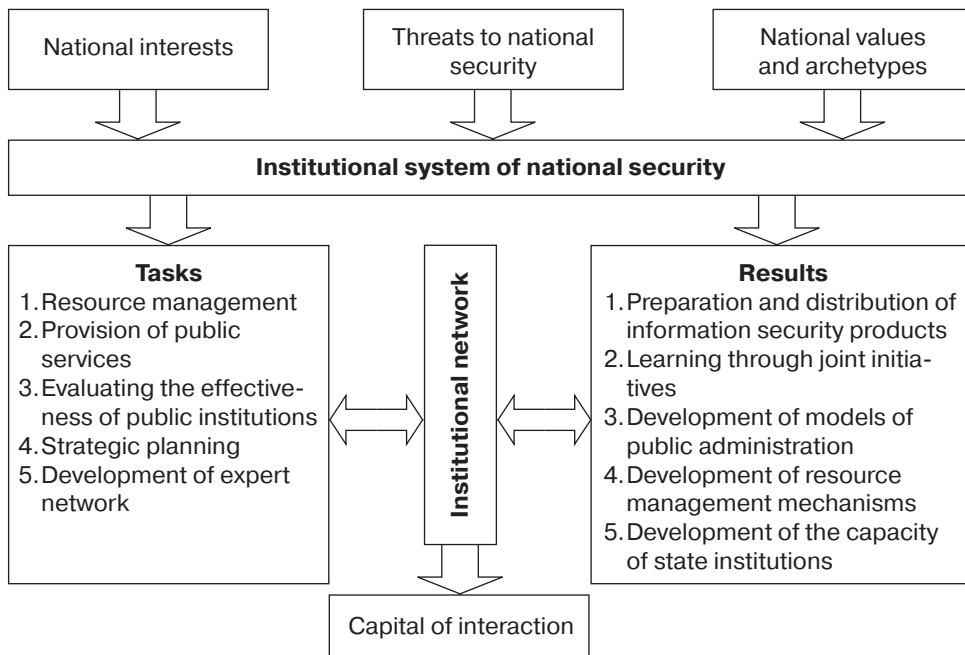 National interests
Threats to national
security
National values
and archetypes
Institutional system of national security
Tasks
1. Resource management
2. Provision of public
services
3. Evaluating the effective-
ness of public institutions
4. Strategic planning
5. Development of expert
network
Institutional network
Results
1. Preparation and distribution of
information security products
2. Learning through joint initia-
tives
3. Development of models of
public administration
4. Development of resource
management mechanisms
5. Development of the capacity
of state institutions
Capital of interaction